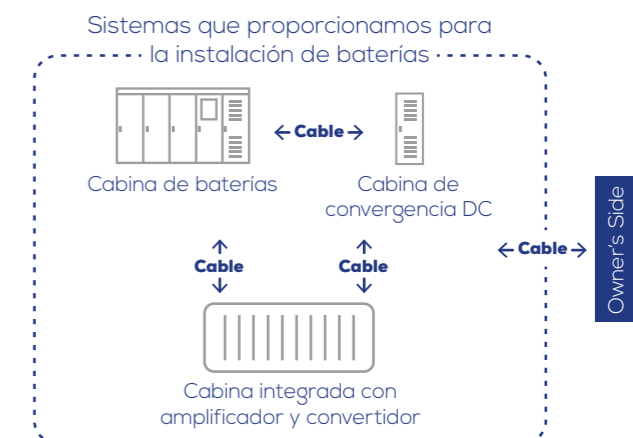 Sistemas que proporcionamos para
la instalación de baterías
Cable
Cabina de baterías
Cabina de
convergencia DC
Cable
Cable
Cable
Owner's Side
Cabina integrada con
amplificador y convertidor